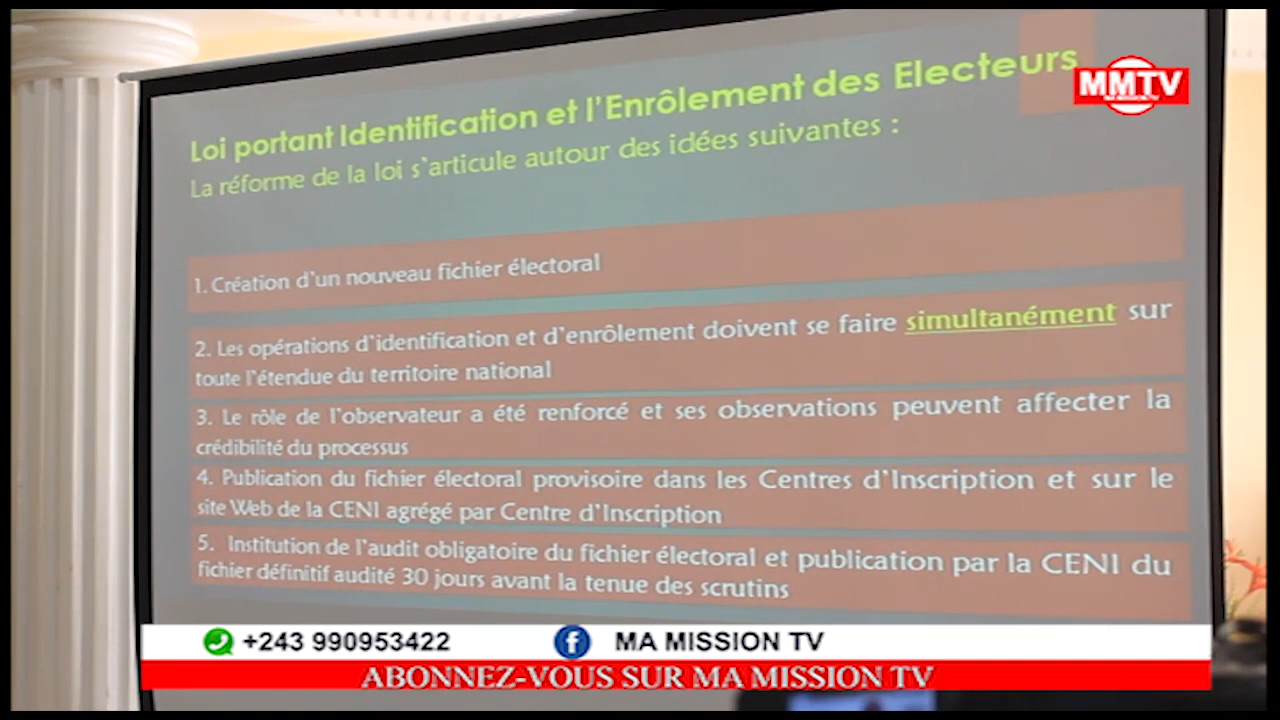 Loi portant Identification et l'Enrôlement des Electeurs
La réforme de la loi s'articule autour des idées suivantes :
MMTV
1. Création d'un nouveau fichier électoral
2. Les opérations d'identification et d'enrôlement doivent se faire simultanément sur
toute l'étendue du territoire national
3. Le rôle de l'observateur a été renforcé et ses observations peuvent affecter la
crédibilité du processus
4. Publication du fichier électoral provisoire dans les Centres d'Inscription et sur le
site Web de la CENI agrégé par Centre d'Inscription
5. Institution de l'audit obligatoire du fichier électoral et publication par la CENI du
fichier définitif audité 30 jours avant la tenue des scrutins
+243 990953422 MA MISSION TV
ABONNEZ-VOUS SUR MA MISSION TV